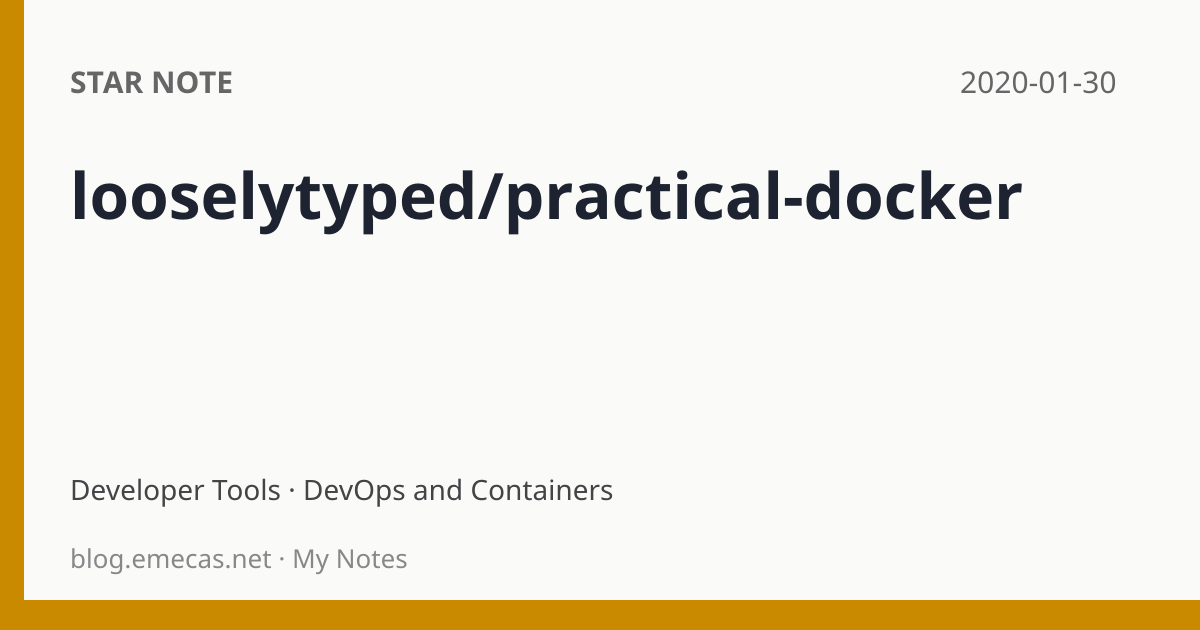 STAR NOTE
2020-01-30
looselytyped/practical-docker
Developer Tools · DevOps and Containers
blog.emecas.net · My Notes